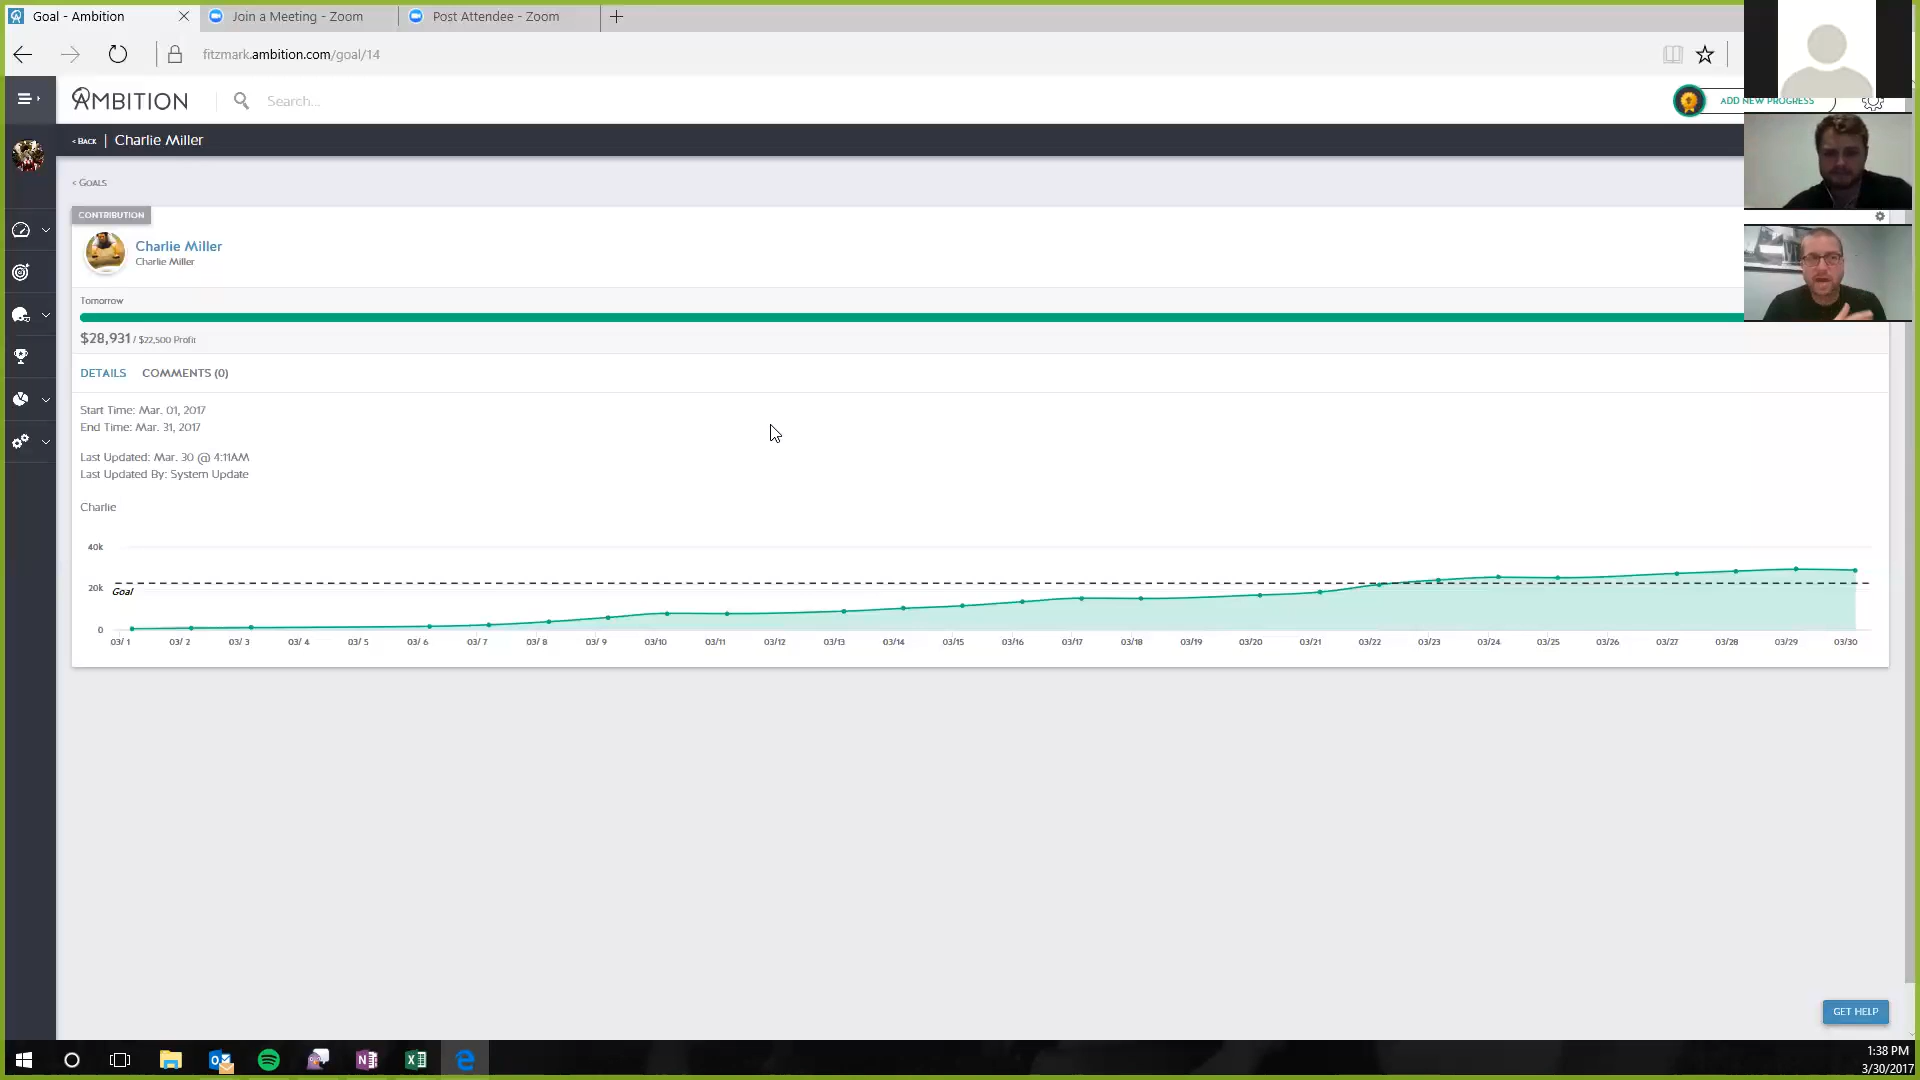 Goal - Ambition
Join a Meeting - Zoom
Post Attendee - Zoom
fitzmark.ambition.com/goal/14
AMBITION
Search...
ADD NEW PROGRESS
< BACK | Charlie Miller
< GOALS
CONTRIBUTION
Charlie Miller
Charlie Miller
Tomorrow
$28,931 / $22,500 Profit
DETAILS
COMMENTS (0)
Start Time: Mar. 01, 2017
End Time: Mar. 31, 2017
Last Updated: Mar. 30 @ 4:11AM
Last Updated By: System Update
Charlie
40k
20k
Goal
0
03/ 1 03/ 2 03/ 3 03/ 4 03/ 5 03/ 6 03/ 7 03/ 8 03/ 9 03/10 03/11 03/12 03/13 03/14 03/15 03/16 03/17 03/18 03/19 03/20 03/21 03/22 03/23 03/24 03/25 03/26 03/27 03/28 03/29 03/30
GET HELP
1:38 PM
3/30/2017